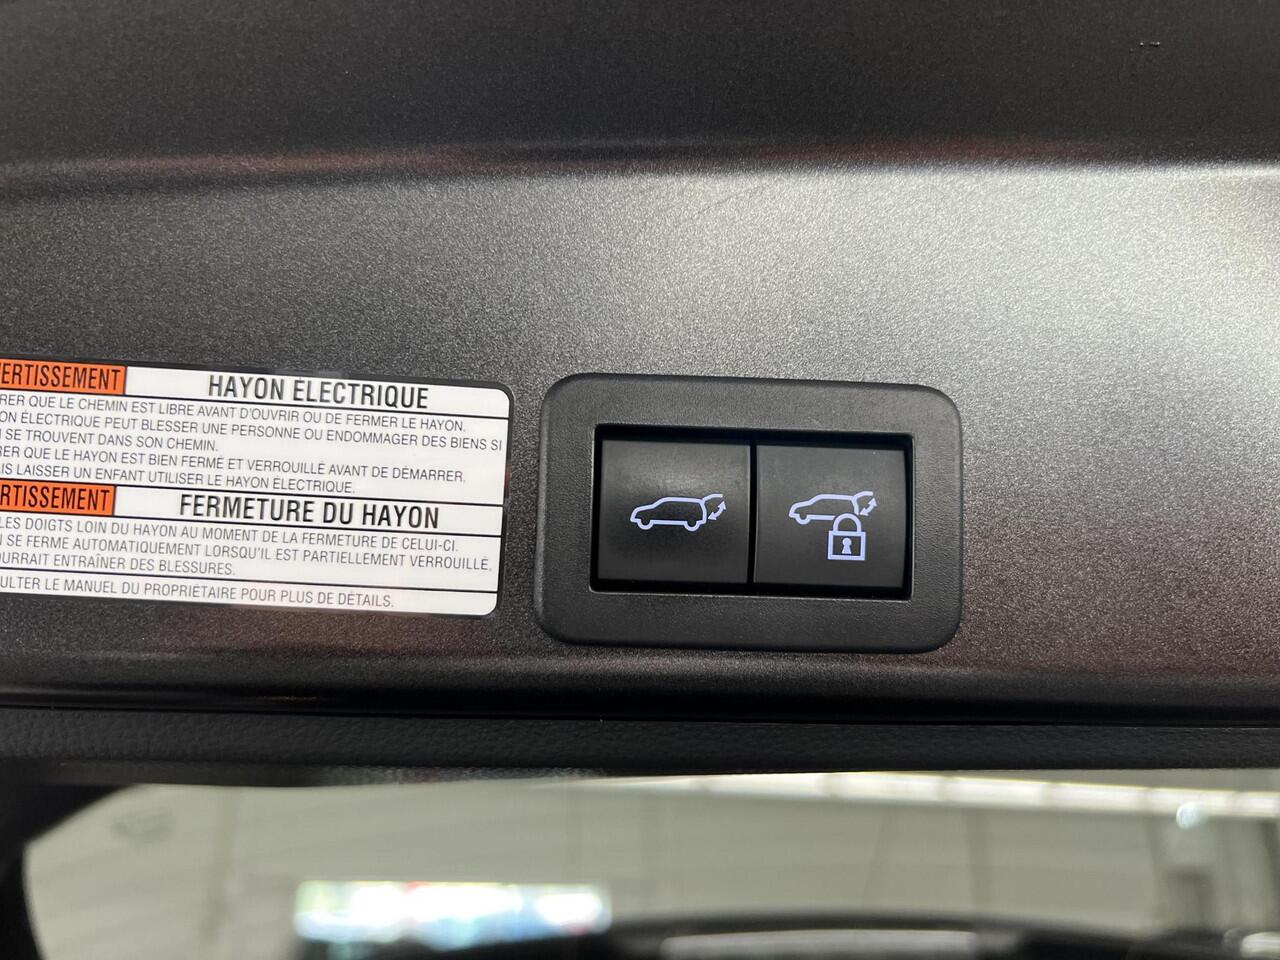 ERTISSEMENT HAYON ÉLECTRIQUE
RER QUE LE CHEMIN EST LIBRE AVANT D'OUVRIR OU DE FERMER LE HAYON.
ON ÉLECTRIQUE PEUT BLESSER UNE PERSONNE OU ENDOMMAGER DES BIENS SI
SE TROUVENT DANS SON CHEMIN.
RER QUE LE HAYON EST BIEN FERMÉ ET VERROUILLÉ AVANT DE DÉMARRER.
IS LAISSER UN ENFANT UTILISER LE HAYON ÉLECTRIQUE.
RTISSEMENT FERMETURE DU HAYON
LES DOIGTS LOIN DU HAYON AU MOMENT DE LA FERMETURE DE CELUI-CI.
N SE FERME AUTOMATIQUEMENT LORSQU'IL EST PARTIELLEMENT VERROUILLÉ,
OURRAIT ENTRAÎNER DES BLESSURES.
ULTER LE MANUEL DU PROPRIÉTAIRE POUR PLUS DE DÉTAILS.